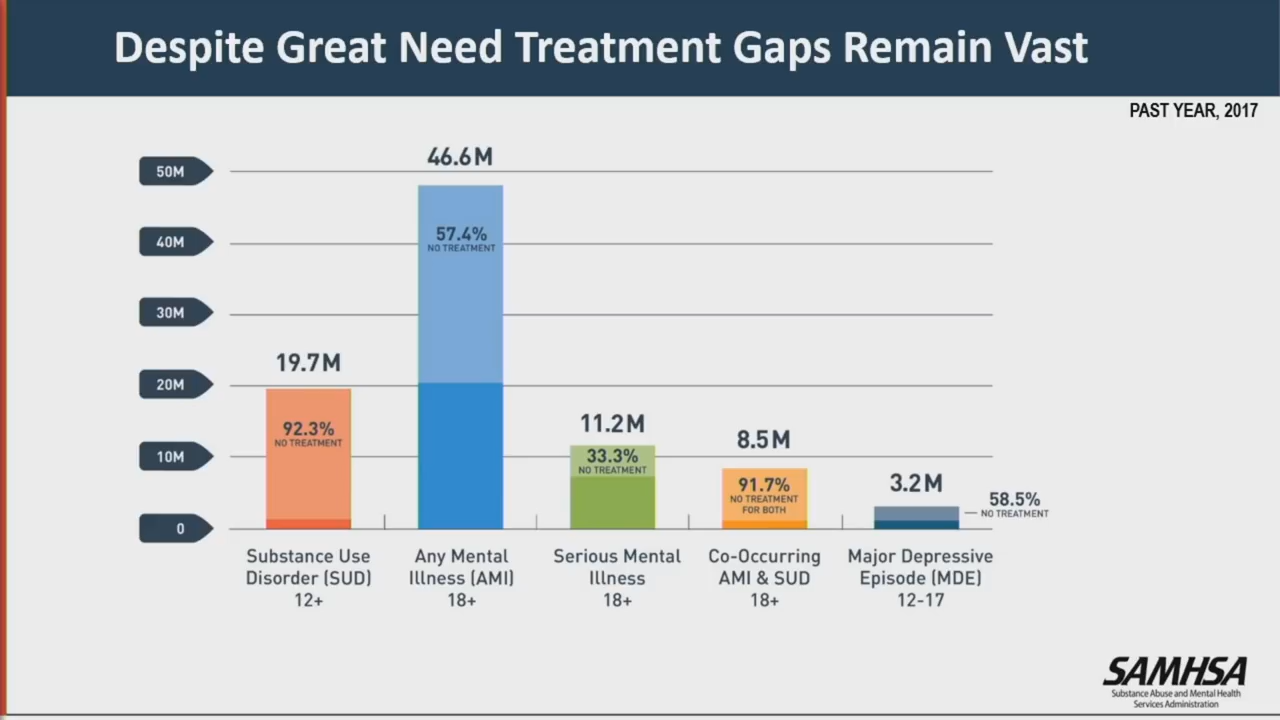 Despite Great Need Treatment Gaps Remain Vast
PAST YEAR, 2017
50M
40M
30M
20M
10M
0
19.7M
92.3%
NO TREATMENT
46.6M
57.4%
NO TREATMENT
11.2M
33.3%
NO TREATMENT
8.5M
91.7%
NO TREATMENT
FOR BOTH
3.2M
58.5%
NO TREATMENT
Substance Use
Disorder (SUD)
12+
Any Mental
Illness (AMI)
18+
Serious Mental
Illness
18+
Co-Occurring
AMI & SUD
18+
Major Depressive
Episode (MDE)
12-17
SAMHSA
Substance Abuse and Mental Health
Services Administration